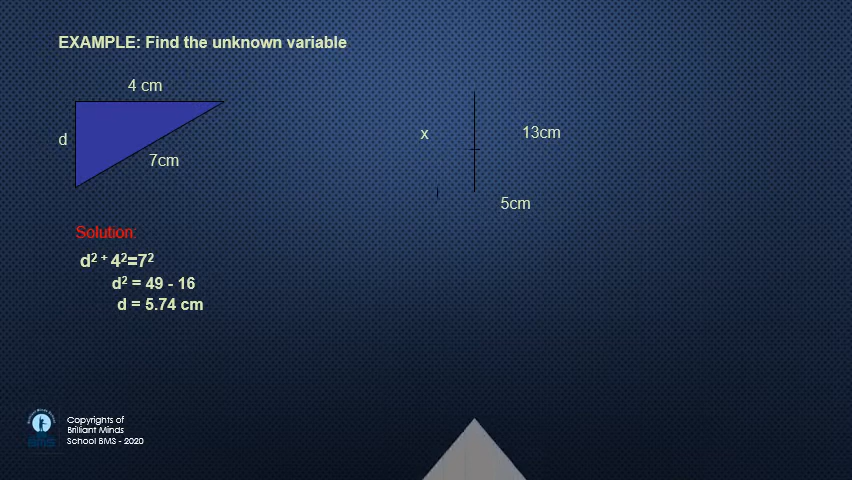 EXAMPLE: Find the unknown variable
4 cm
d
7cm
x
13cm
5cm
Solution:
d² + 4²=7²
d² = 49 - 16
d = 5.74 cm
Copyrights of
Brilliant Minds
School BMS - 2020
BMS